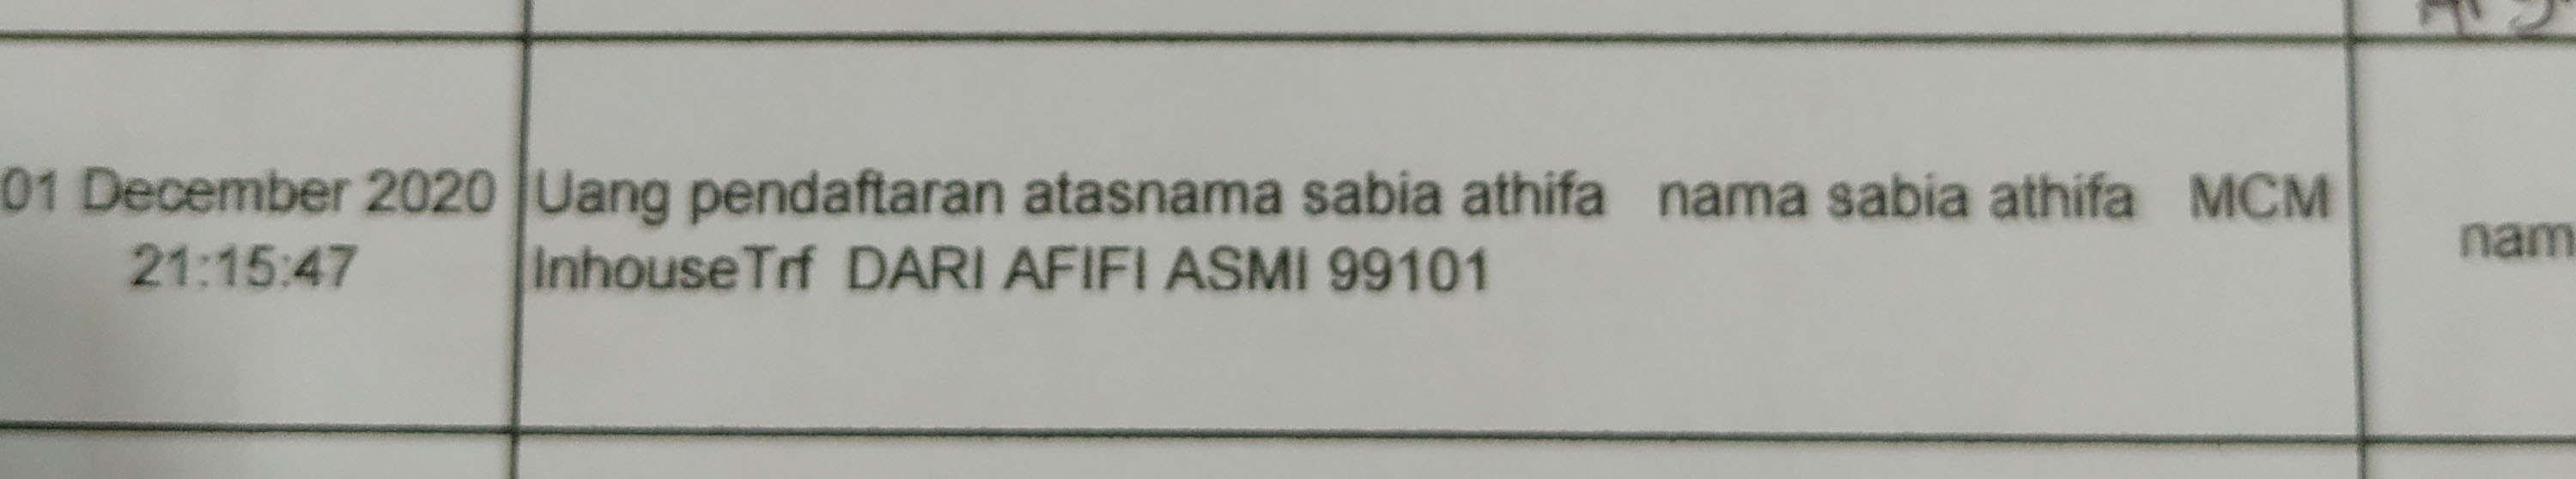 01 December 2020
21:15:47
Uang pendaftaran atasnama sabia athifa nama sabia athifa MCM
InhouseTrf DARI AFIFI ASMI 99101
nam